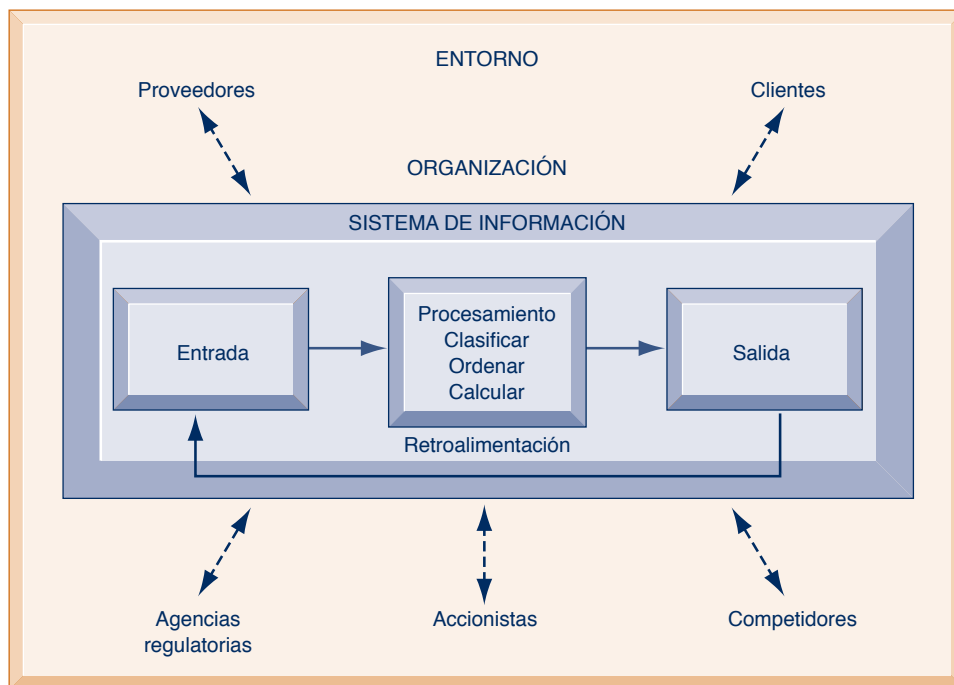 ENTORNO
Proveedores
Clientes
ORGANIZACIÓN
SISTEMA DE INFORMACIÓN
Entrada
Procesamiento
Clasificar
Ordenar
Calcular
Salida
Retroalimentación
Agencias
regulatorias
Accionistas
Competidores